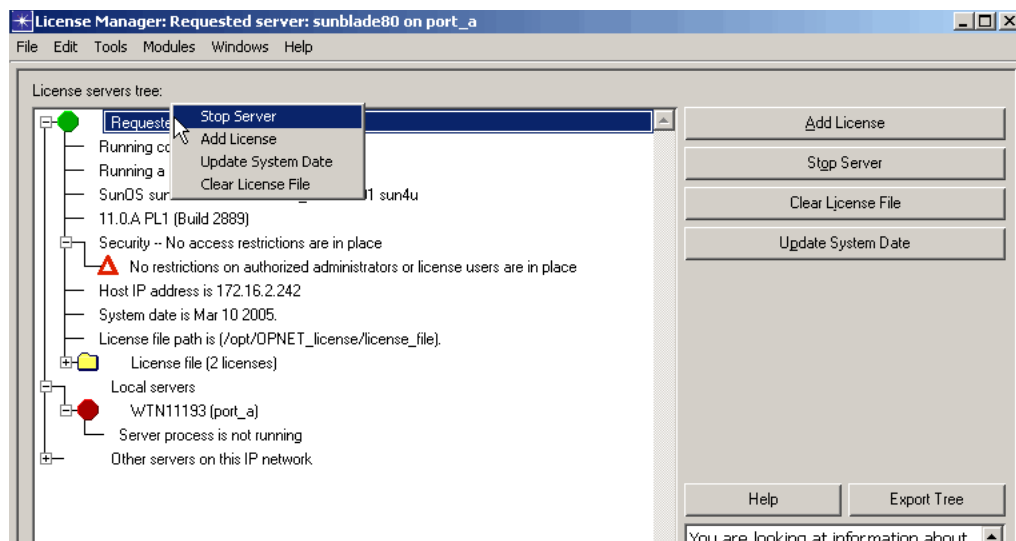 License Manager: Requested server: sunblade80 on port_a
File Edit Tools Modules Windows Help
License servers tree:
Stop Server
Add License
Update System Date
Clear License File
Running
Running a
SunOS sun4u
11.0.A PL1 (Build 2889)
Security -- No access restrictions are in place
No restrictions on authorized administrators or license users are in place
Host IP address is 172.16.2.242
System date is Mar 10 2005.
License file path is (/opt/OPNET_license/license_file).
License file (2 licenses)
Local servers
WTN11193 (port_a)
Server process is not running
Other servers on this IP network
Add License
Stop Server
Clear License File
Update System Date
Help
Export Tree
You are looking at information about